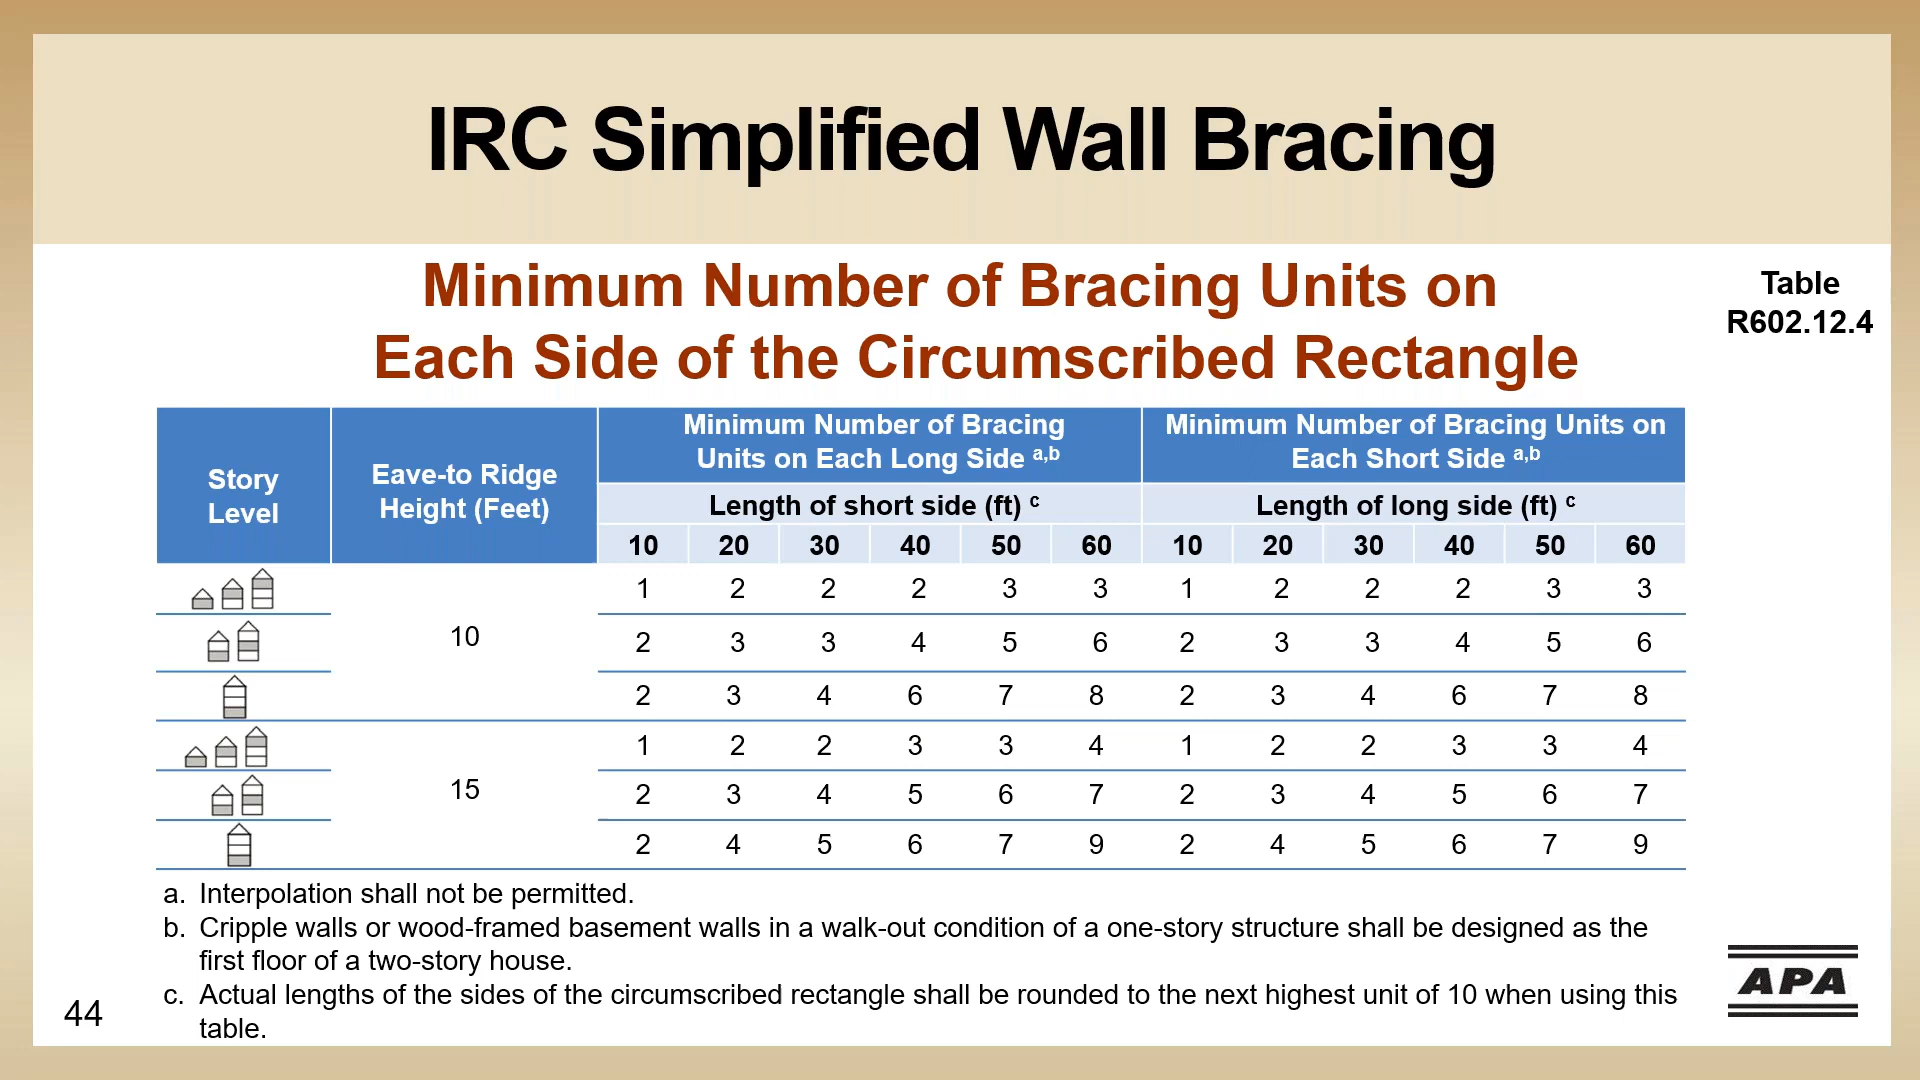 IRC Simplified Wall Bracing
Minimum Number of Bracing Units on
Each Side of the Circumscribed Rectangle
Table
R602.12.4
Story
Level
Eave-to Ridge
Height (Feet)
Minimum Number of Bracing
Units on Each Long Side a,b
Minimum Number of Bracing Units on
Each Short Side a,b
Length of short side (ft) c
Length of long side (ft) c
10 20 30 40 50 60 10 20 30 40 50 60
1 2 2 2 3 3 1 2 2 2 3 3
10
2 3 3 4 5 6 2 3 3 4 5 6
2 3 4 6 7 8 2 3 4 6 7 8
1 2 2 3 3 4 1 2 2 3 3 4
15
2 3 4 5 6 7 2 3 4 5 6 7
2 4 5 6 7 9 2 4 5 6 7 9
a. Interpolation shall not be permitted.
b. Cripple walls or wood-framed basement walls in a walk-out condition of a one-story structure shall be designed as the
first floor of a two-story house.
c. Actual lengths of the sides of the circumscribed rectangle shall be rounded to the next highest unit of 10 when using this
table.
44
APA